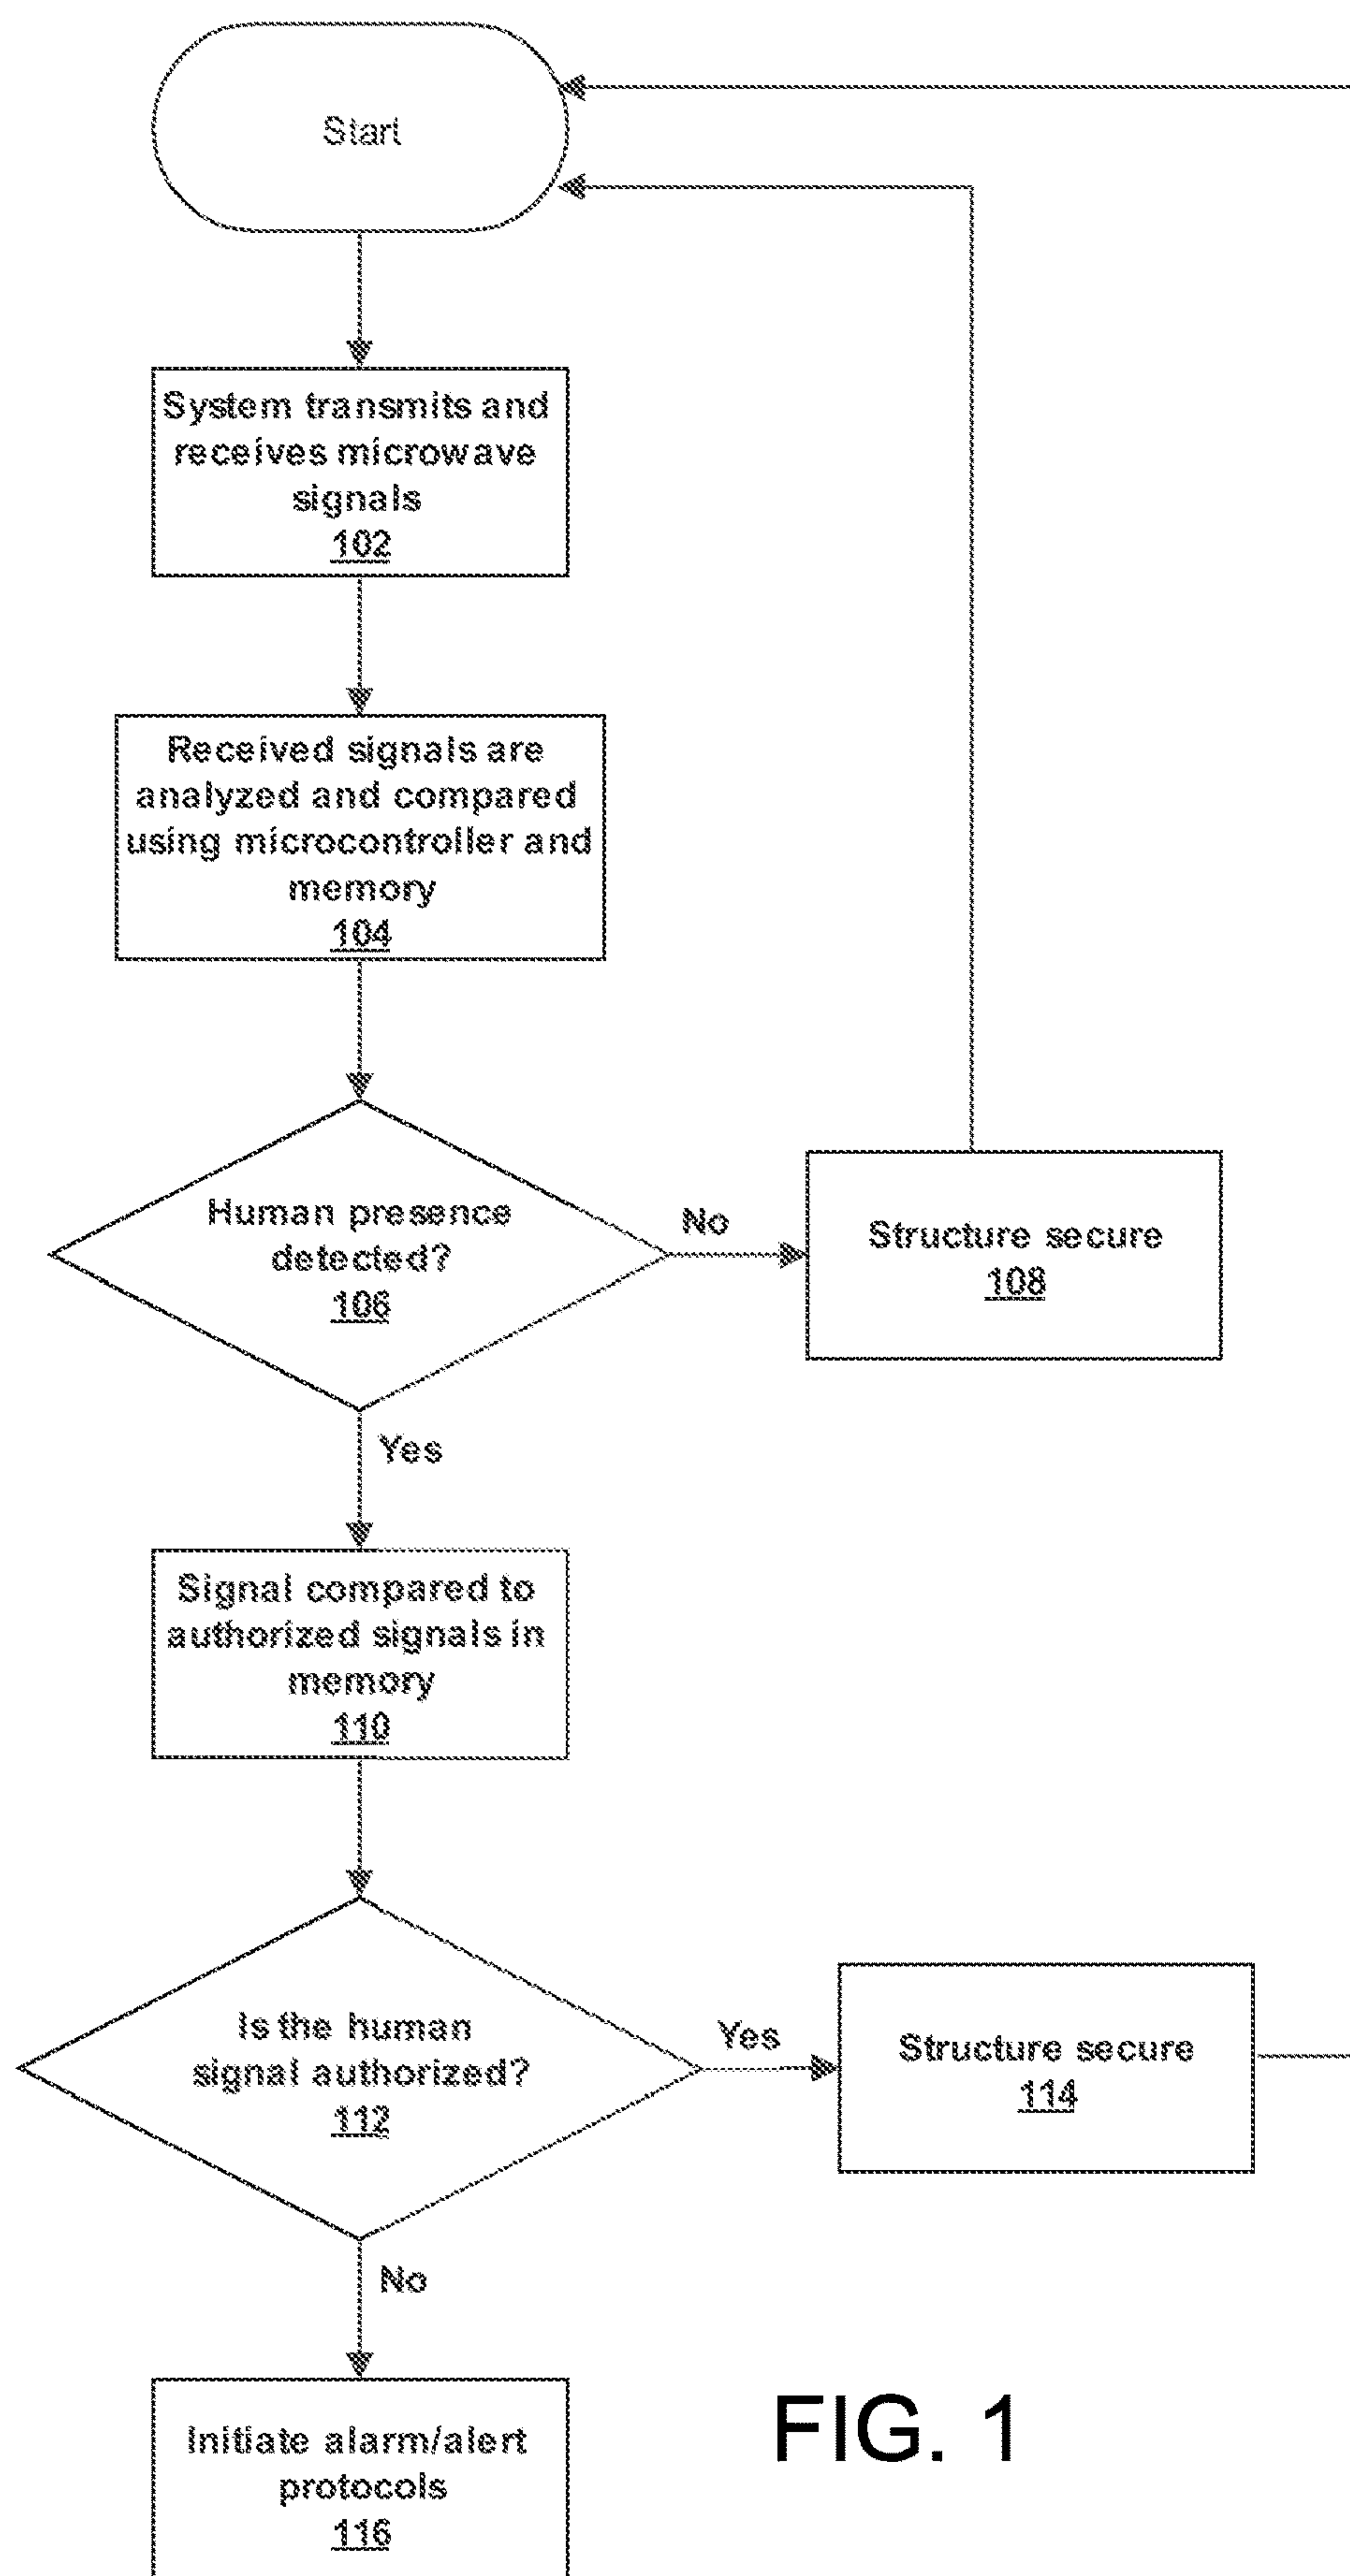 Start
System transmits and
receives microwave
signals
102
Received signals are
analyzed and compared
using microcontroller and
memory
104
Human presence
detected?
106
No
Structure secure
108
Yes
Signal compared to
authorized signals in
memory
110
Is the human
signal authorized?
112
Yes
Structure secure
114
No
Initiate alarm/alert
protocols
116
FIG. 1